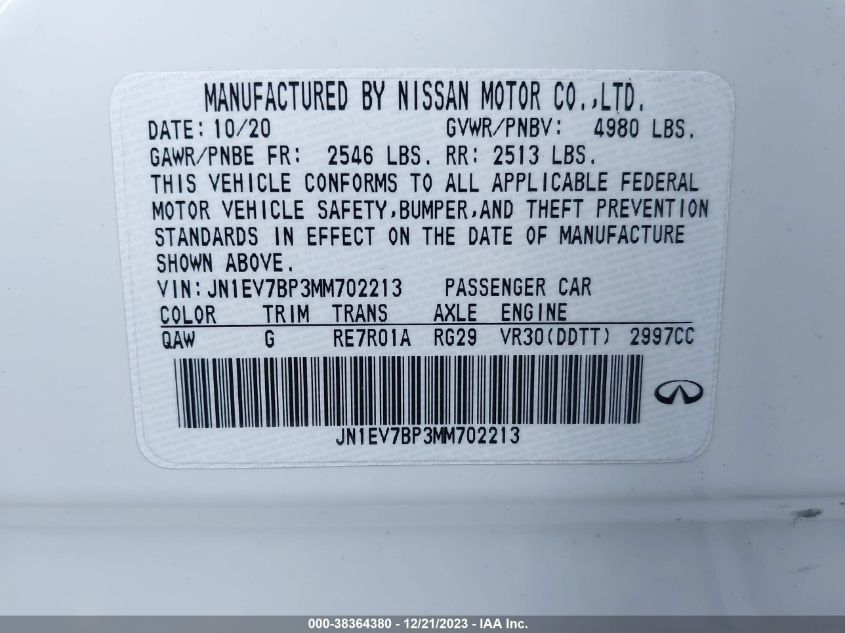 MANUFACTURED BY NISSAN MOTOR CO.,LTD.
DATE: 10/20 GVWR/PNBV: 4980 LBS.
GAWR/PNBE FR: 2546 LBS. RR: 2513 LBS.
THIS VEHICLE CONFORMS TO ALL APPLICABLE FEDERAL
MOTOR VEHICLE SAFETY,BUMPER,AND THEFT PREVENTION
STANDARDS IN EFFECT ON THE DATE OF MANUFACTURE
SHOWN ABOVE.
VIN:JN1EV7BP3MM702213 PASSENGER CAR
COLOR TRIM TRANS AXLE ENGINE
QAW G RE7R01A RG29 VR30(DDTT) 2997CC
JN1EV7BP3MM702213
000-38364380 - 12/21/2023 - IAA Inc.